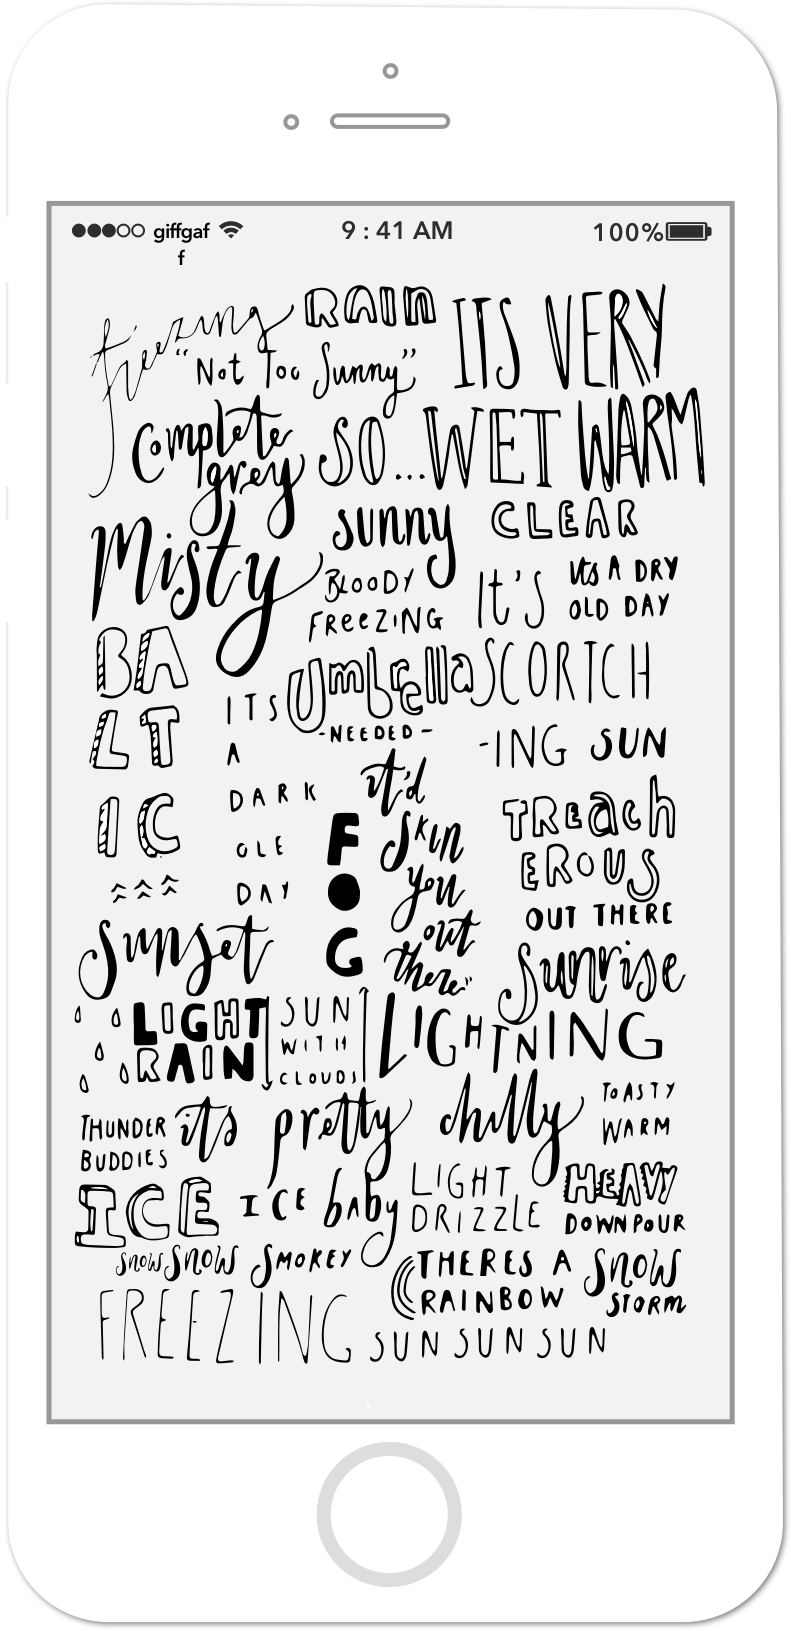 giffgaf
f
9:41 AM
100%
freezing RAIN
"Not Too Sunny"
ITS VERY
Complete
grey
SO...WET WARM
Misty
sunny
CLEAR
BLOODY
FREEZING
IT'S
its A DRY
OLD DAY
BA
LT
IC
Umbrella
-NEEDED-
SCORTCH
-ING SUN
ITS
A
DARK
OLE
DAY
it'd
skin
you
out
there"
F
O
G
TREACH
EROUS
OUT THERE
Sunset
Sunrise
LIGHT
RAIN
SUN
WITH
CLOUDS
LIGHTNING
THUNDER
BUDDIES
its pretty chilly
TOASTY
WARM
ICE
ICE baby
LIGHT
DRIZZLE
HEAVY
DOWNPOUR
SNOW SNOW SMOKEY
THERES A
RAINBOW
SNOW
STORM
FREEZING
SUN SUN SUN